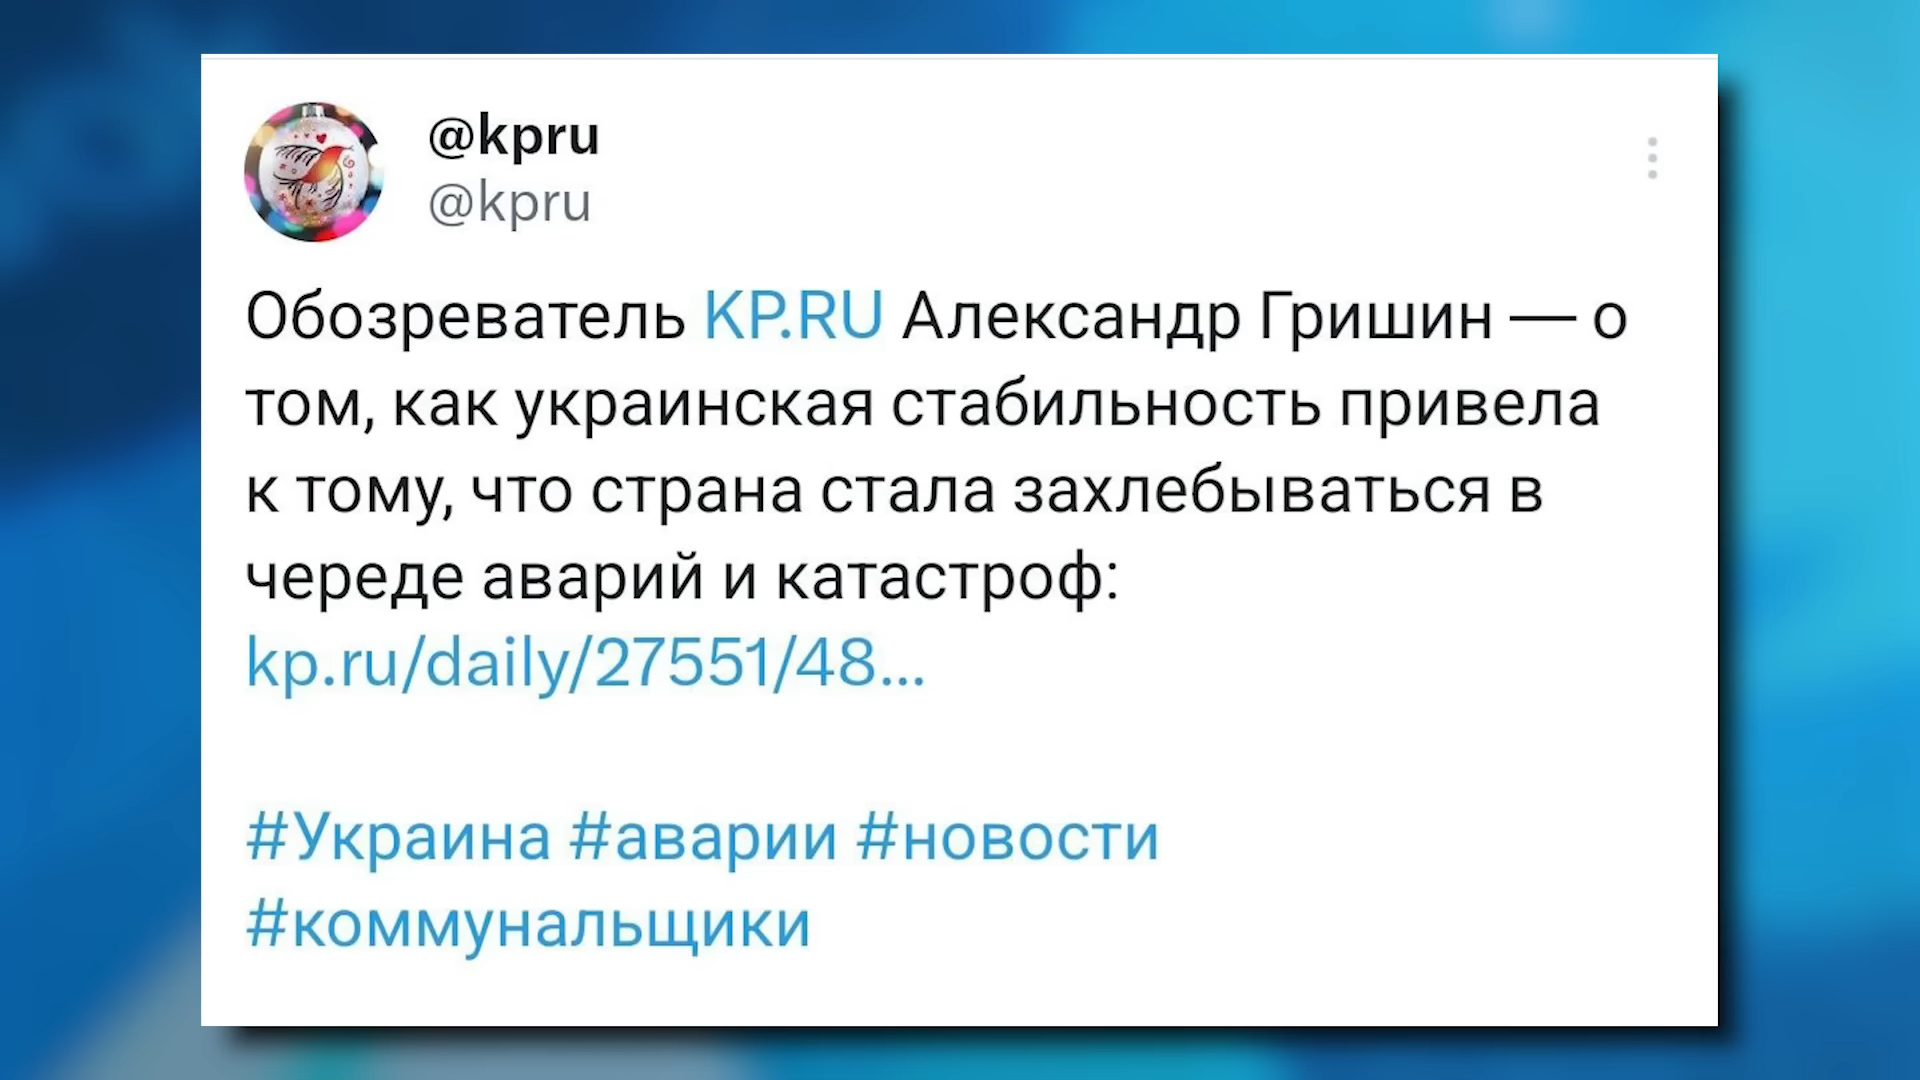 @kpru
@kpru
Обозреватель KP.RU Александр Гришин — о
том, как украинская стабильность привела
к тому, что страна стала захлебываться в
череде аварий и катастроф:
kp.ru/daily/27551/48...
#Украина #аварии #новости
#коммунальщики